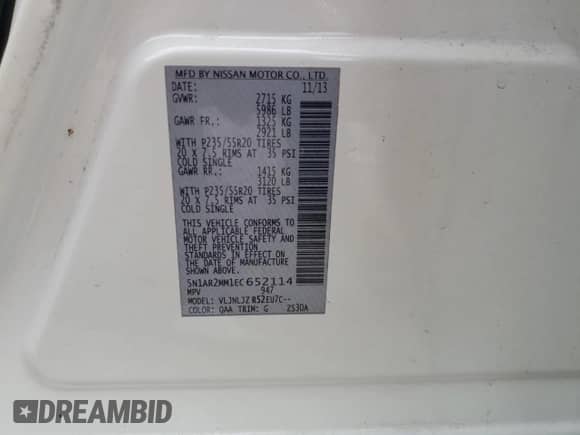 MFD BY NISSAN MOTOR CO., LTD.
DATE: 11/13
GVWR: 2715 KG
5986 LB
GAWR FR.: 1325 KG
2921 LB
WITH P235/55R20 TIRES
20 X 7.5 RIMS AT 35 PSI
COLD SINGLE
GAWR RR.: 1415 KG
3120 LB
WITH P235/55R20 TIRES
20 X 7.5 RIMS AT 35 PSI
COLD SINGLE
THIS VEHICLE CONFORMS TO
ALL APPLICABLE FEDERAL
MOTOR VEHICLE SAFETY AND
THEFT PREVENTION
STANDARDS IN EFFECT ON
THE DATE OF MANUFACTURE
SHOWN ABOVE.
5N1AR2MM1EC652114
MPV 947
MODEL: VLJNLJZ R52EU7C--
COLOR: QAA TRIM: G 2530A
DREAMBID